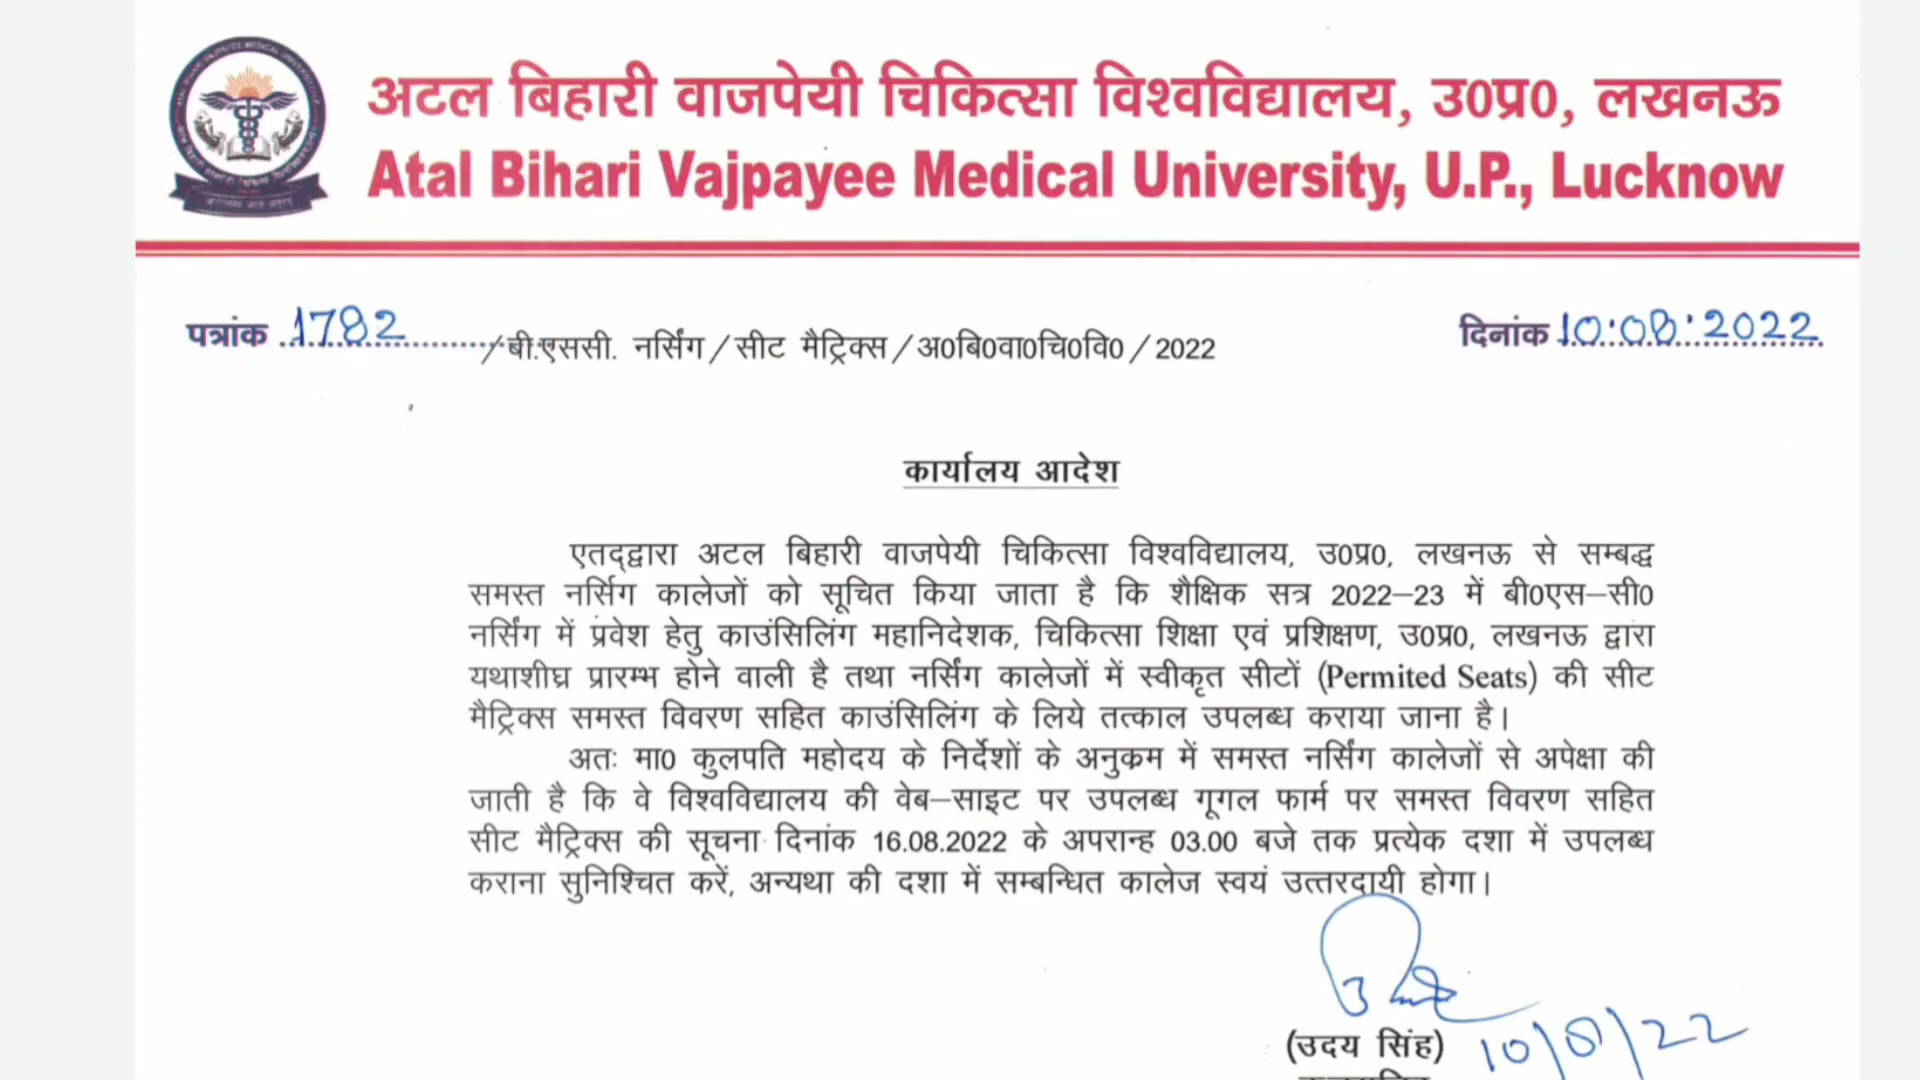 अटल बिहारी वाजपेयी चिकित्सा विश्वविद्यालय, उ0प्र0, लखनऊ
Atal Bihari Vajpayee Medical University, U.P., Lucknow
पत्रांक 1782 /बी.एससी. नर्सिंग/सीट मैट्रिक्स/अ0बि0वा0चि0वि0/2022 दिनांक 10:08:2022
कार्यालय आदेश
एतद्द्वारा अटल बिहारी वाजपेयी चिकित्सा विश्वविद्यालय, उ0प्र0, लखनऊ से सम्बद्ध
समस्त नर्सिंग कालेजों को सूचित किया जाता है कि शैक्षिक सत्र 2022–23 में बी0एस–सी0
नर्सिंग में प्रवेश हेतु काउंसिलिंग महानिदेशक, चिकित्सा शिक्षा एवं प्रशिक्षण, उ0प्र0, लखनऊ द्वारा
यथाशीघ्र प्रारम्भ होने वाली है तथा नर्सिंग कालेजों में स्वीकृत सीटों (Permited Seats) की सीट
मैट्रिक्स समस्त विवरण सहित काउंसिलिंग के लिये तत्काल उपलब्ध कराया जाना है।
अतः मा0 कुलपति महोदय के निर्देशों के अनुक्रम में समस्त नर्सिंग कालेजों से अपेक्षा की
जाती है कि वे विश्वविद्यालय की वेब–साइट पर उपलब्ध गूगल फार्म पर समस्त विवरण सहित
सीट मैट्रिक्स की सूचना दिनांक 16.08.2022 के अपरान्ह 03.00 बजे तक प्रत्येक दशा में उपलब्ध
कराना सुनिश्चित करें, अन्यथा की दशा में सम्बन्धित कालेज स्वयं उत्तरदायी होगा।
(उदय सिंह) 10/8/22